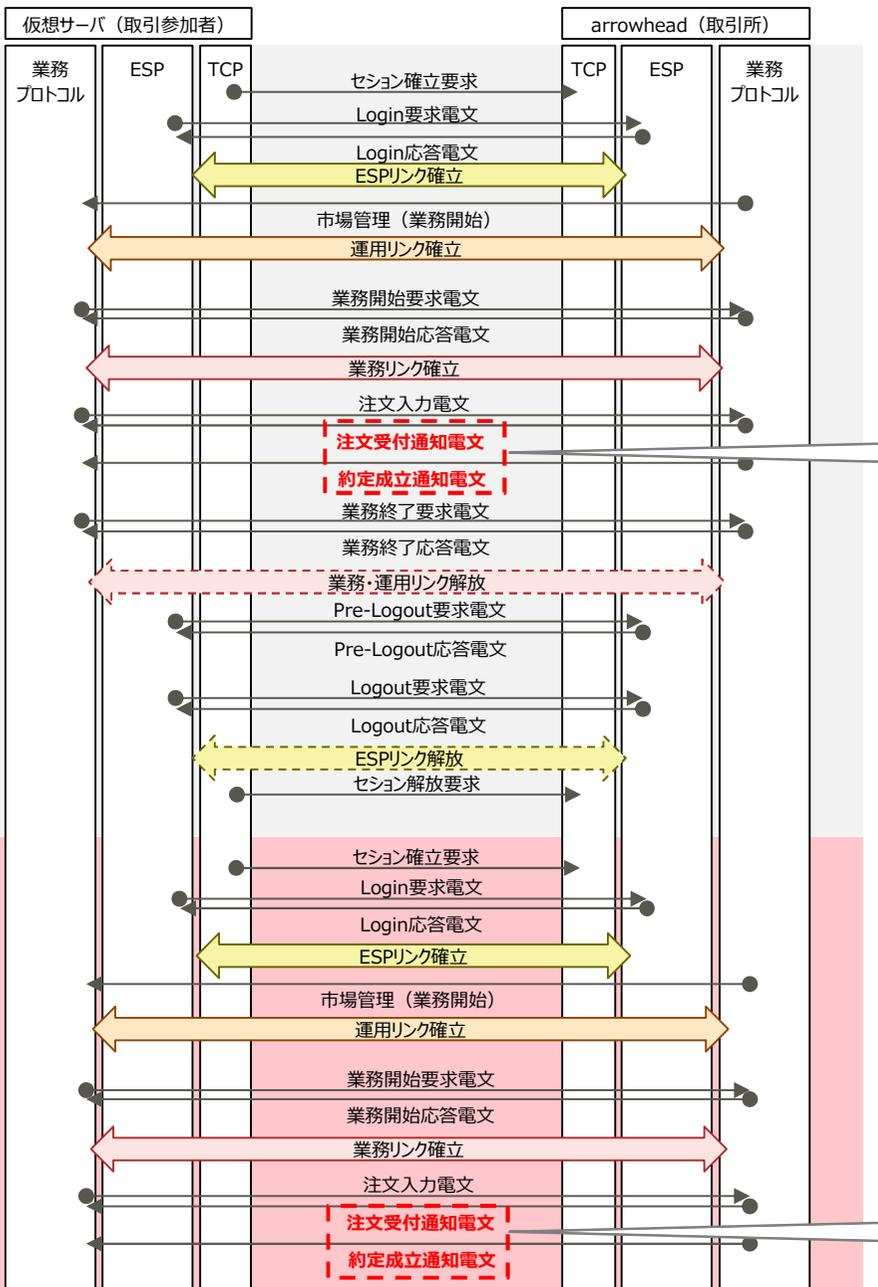 仮想サーバ（取引参加者）
arrowhead（取引所）
業務
プロトコル
ESP
TCP
TCP
ESP
業務
プロトコル
セション確立要求
Login要求電文
Login応答電文
ESPリンク確立
市場管理（業務開始）
運用リンク確立
業務開始要求電文
業務開始応答電文
業務リンク確立
注文入力電文
注文受付通知電文
約定成立通知電文
業務終了要求電文
業務終了応答電文
業務・運用リンク解放
Pre-Logout要求電文
Pre-Logout応答電文
Logout要求電文
Logout応答電文
ESPリンク解放
セション解放要求
セション確立要求
Login要求電文
Login応答電文
ESPリンク確立
市場管理（業務開始）
運用リンク確立
業務開始要求電文
業務開始応答電文
業務リンク確立
注文入力電文
注文受付通知電文
約定成立通知電文